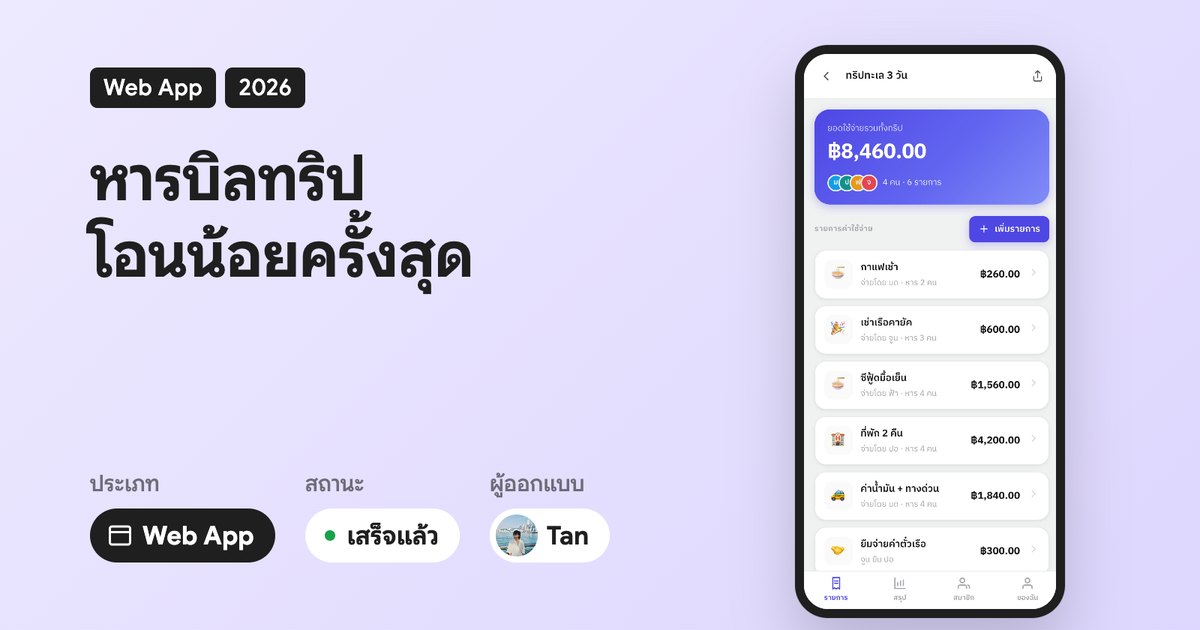 Web App
2026
หารบิลทริป
โอนน้อยครั้งสุด
ประเภท
สถานะ
ผู้ออกแบบ
Web App
เสร็จแล้ว
Tan
ทริปทะเล 3 วัน
ยอดใช้จ่ายรวมทั้งทริป
฿8,460.00
ม ป ฟ จ 4 คน · 6 รายการ
รายการค่าใช้จ่าย
+ เพิ่มรายการ
กาแฟเช้า
฿260.00
จ่ายโดย มด · หาร 2 คน
เช่าเรือคายัค
฿600.00
จ่ายโดย จูน · หาร 3 คน
ซีฟู้ดมื้อเย็น
฿1,560.00
จ่ายโดย ฟ้า · หาร 4 คน
ที่พัก 2 คืน
฿4,200.00
จ่ายโดย ปอ · หาร 4 คน
ค่าน้ำมัน + ทางด่วน
฿1,840.00
จ่ายโดย มด · หาร 4 คน
ยืมจ่ายค่าตั๋วเรือ
฿300.00
จูน ยืม ปอ
รายการ
สรุป
สมาชิก
ของฉัน